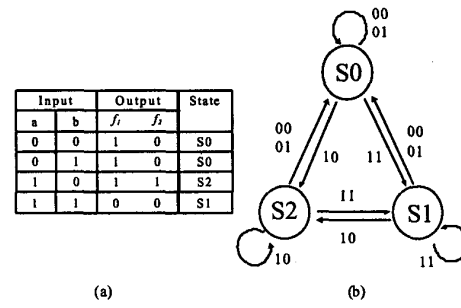 Input Output State
a b f₁ f₂
0 0 1 0 S0
0 1 1 0 S0
1 0 1 1 S2
1 1 0 0 S1
(a)
00
01
S0
00
01
10
11
00
01
S2
11
10
S1
10
11
(b)